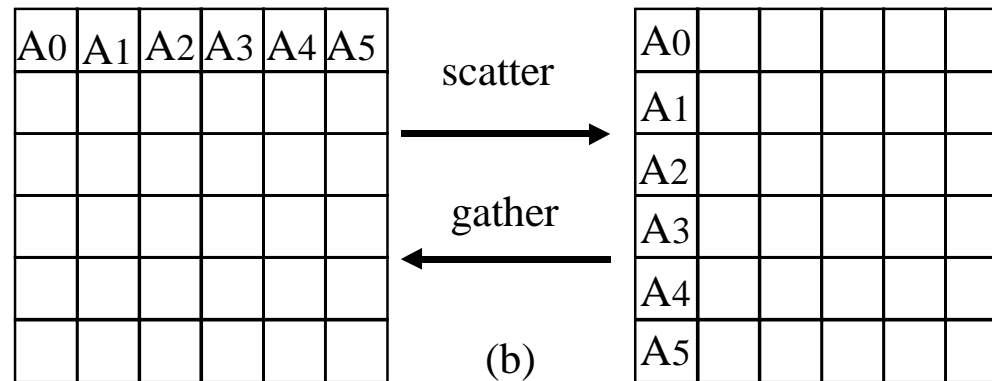 A0 A1 A2 A3 A4 A5
scatter
gather
A0
A1
A2
A3
A4
A5
(b)